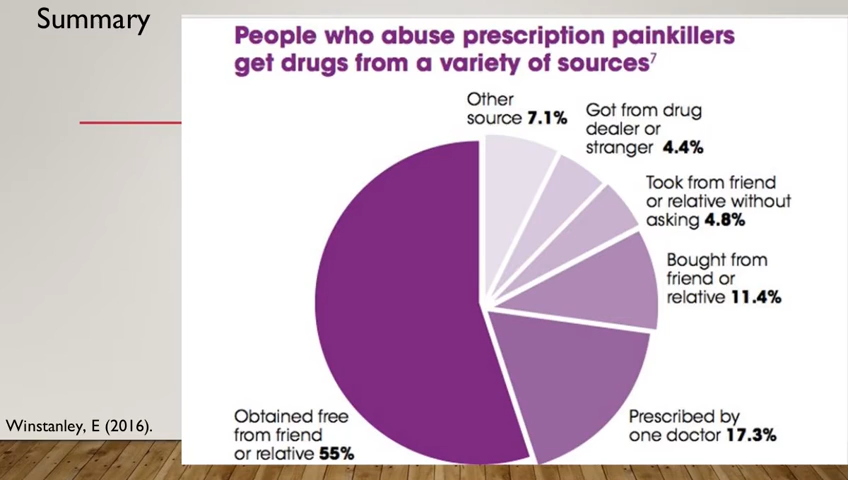 Summary
People who abuse prescription painkillers
get drugs from a variety of sources7
Other
source 7.1%
Got from drug
dealer or
stranger 4.4%
Took from friend
or relative without
asking 4.8%
Bought from
friend or
relative 11.4%
Prescribed by
one doctor 17.3%
Obtained free
from friend
or relative 55%
Winstanley, E (2016).